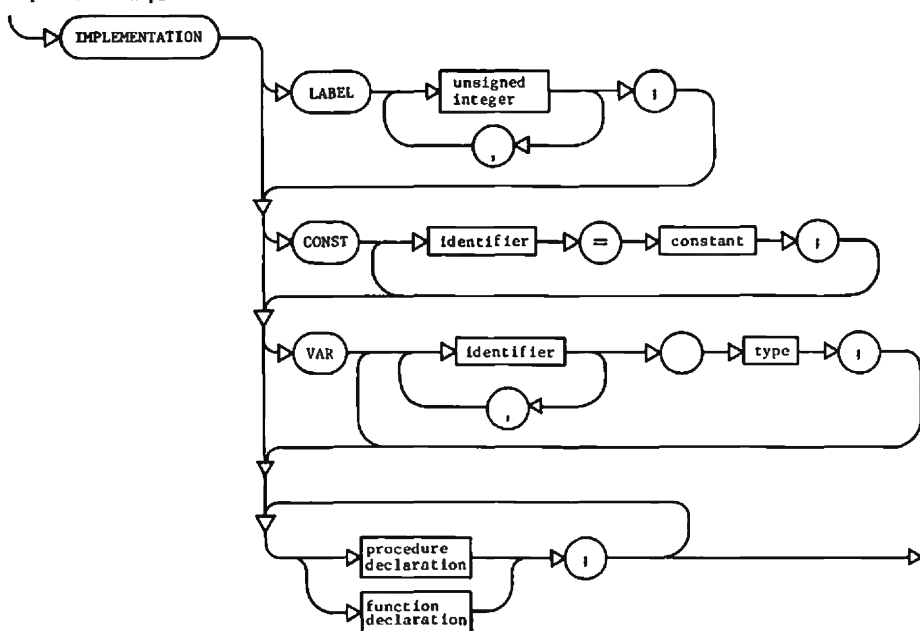 IMPLEMENTATION
LABEL
unsigned
integer
;
,
CONST
identifier
=
constant
;
VAR
identifier
type
;
,
procedure
declaration
;
function
declaration